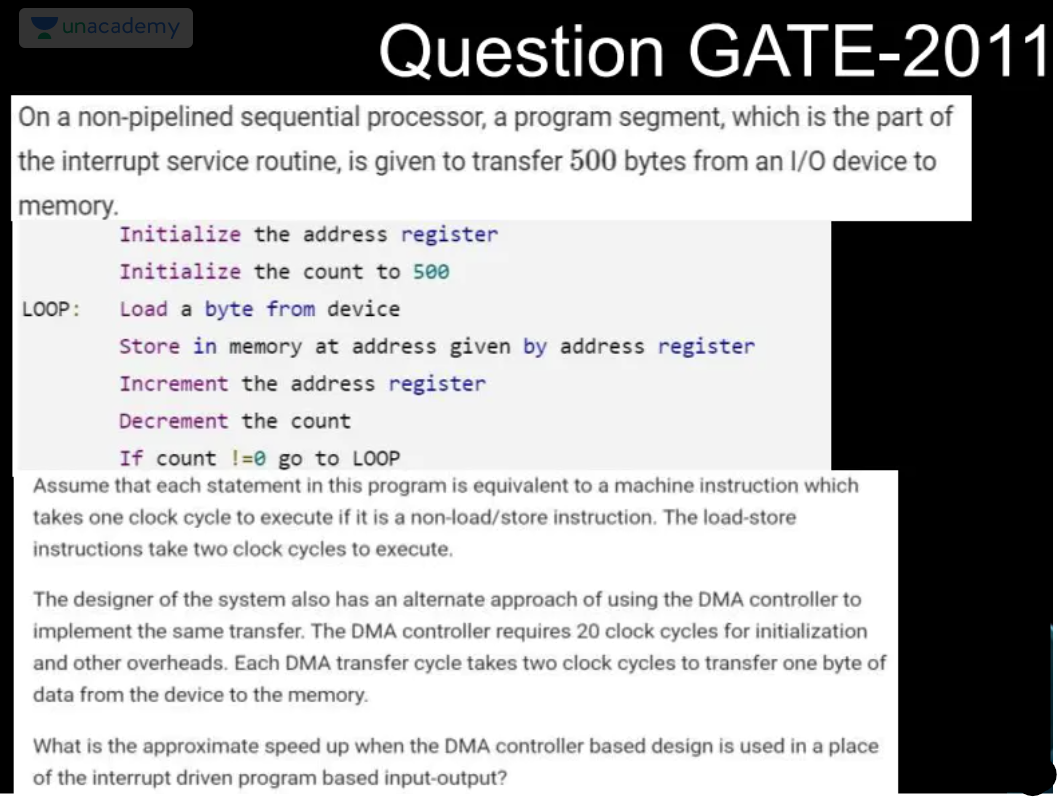 unacademy
Question GATE-2011
On a non-pipelined sequential processor, a program segment, which is the part of
the interrupt service routine, is given to transfer 500 bytes from an I/O device to
memory.
Initialize the address register
Initialize the count to 500
LOOP: Load a byte from device
Store in memory at address given by address register
Increment the address register
Decrement the count
If count !=0 go to LOOP
Assume that each statement in this program is equivalent to a machine instruction which
takes one clock cycle to execute if it is a non-load/store instruction. The load-store
instructions take two clock cycles to execute.
The designer of the system also has an alternate approach of using the DMA controller to
implement the same transfer. The DMA controller requires 20 clock cycles for initialization
and other overheads. Each DMA transfer cycle takes two clock cycles to transfer one byte of
data from the device to the memory.
What is the approximate speed up when the DMA controller based design is used in a place
of the interrupt driven program based input-output?